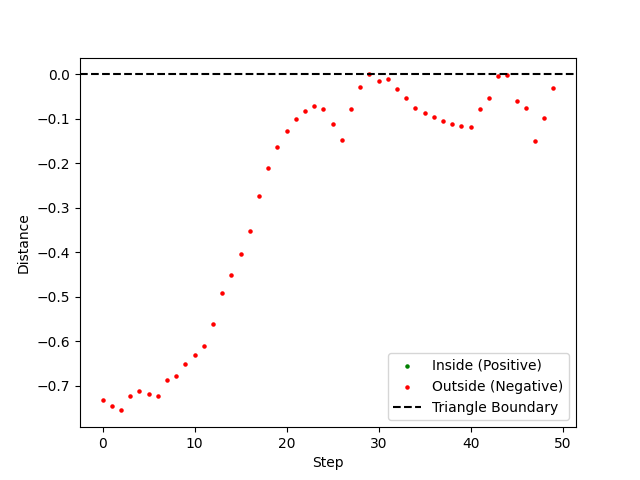 0.0
−0.1
−0.2
−0.3
−0.4
−0.5
−0.6
−0.7
Distance
0 10 20 30 40 50
Step
Inside (Positive)
Outside (Negative)
Triangle Boundary